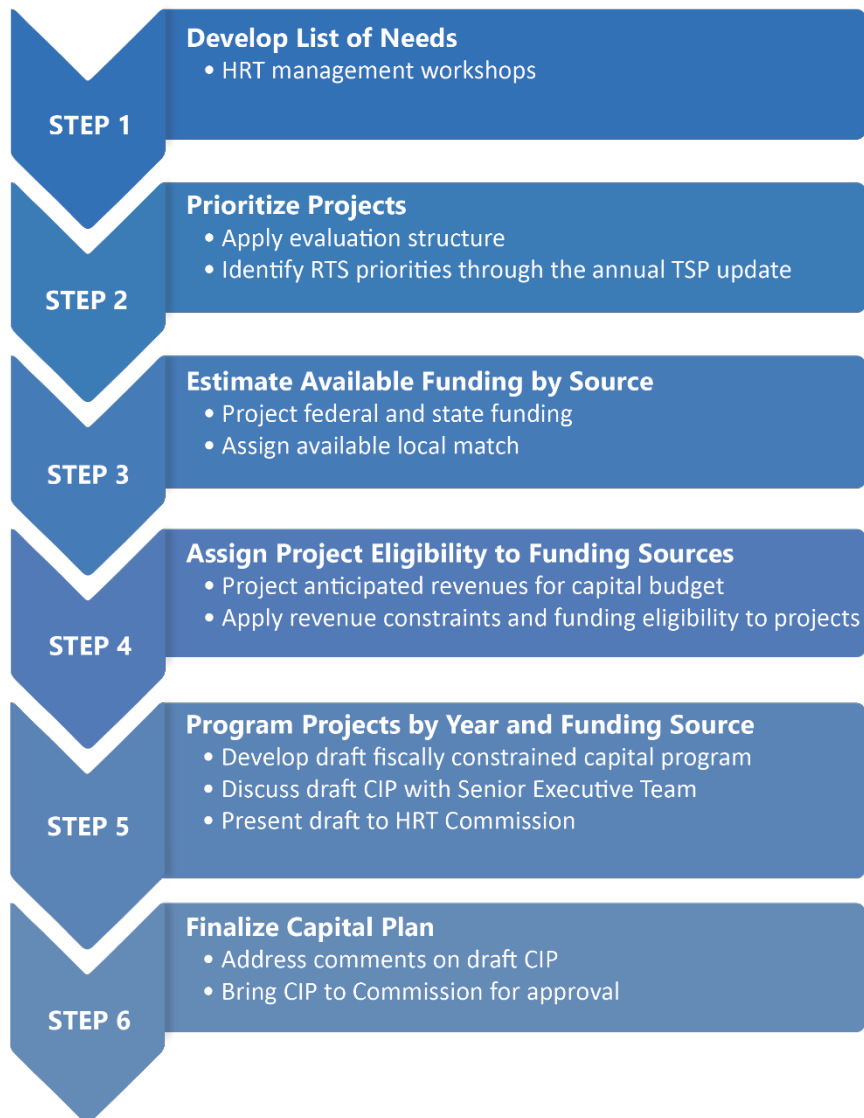 Develop List of Needs
• HRT management workshops
STEP 1
Prioritize Projects
• Apply evaluation structure
• Identify RTS priorities through the annual TSP update
STEP 2
Estimate Available Funding by Source
• Project federal and state funding
• Assign available local match
STEP 3
Assign Project Eligibility to Funding Sources
• Project anticipated revenues for capital budget
• Apply revenue constraints and funding eligibility to projects
STEP 4
Program Projects by Year and Funding Source
• Develop draft fiscally constrained capital program
• Discuss draft CIP with Senior Executive Team
• Present draft to HRT Commission
STEP 5
Finalize Capital Plan
• Address comments on draft CIP
• Bring CIP to Commission for approval
STEP 6